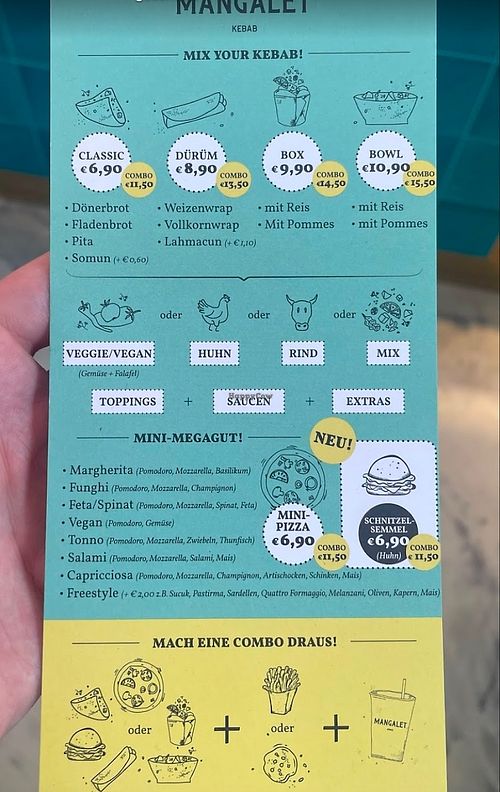 MANGALET
KEBAB
MIX YOUR KEBAB!
CLASSIC
€6,90
COMBO
€11,50
DÜRÜM
€8,90
COMBO
€13,50
BOX
€9,90
COMBO
€14,50
BOWL
€10,90
COMBO
€15,50
• Dönerbrot
• Fladenbrot
• Pita
• Somun (+ €0,60)
• Weizenwrap
• Vollkornwrap
• Lahmacun (+ €1,10)
• mit Reis
• Mit Pommes
• mit Reis
• mit Pommes
oder oder oder
VEGGIE/VEGAN HUHN RIND MIX
(Gemüse + Falafel)
TOPPINGS + SAUCEN + EXTRAS
HappyCow
MINI-MEGAGUT!
NEU!
• Margherita (Pomodoro, Mozzarella, Basilikum)
• Funghi (Pomodoro, Mozzarella, Champignon)
• Feta/Spinat (Pomodoro, Mozzarella, Spinat, Feta)
• Vegan (Pomodoro, Gemüse)
• Tonno (Pomodoro, Mozzarella, Zwiebeln, Thunfisch)
• Salami (Pomodoro, Mozzarella, Salami, Mais)
• Capricciosa (Pomodoro, Mozzarella, Champignon, Artischocken, Schinken, Mais)
• Freestyle (+ €2,00 z.B. Sucuk, Pastirma, Sardellen, Quattro Formaggio, Melanzani, Oliven, Kapern, Mais)
MINI-
PIZZA
€6,90
COMBO
€11,50
SCHNITZEL-
SEMMEL
€6,90
(Huhn)
COMBO
€11,50
MACH EINE COMBO DRAUS!
oder + oder +
MANGALET